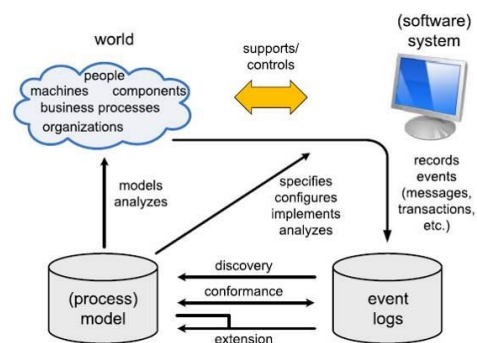 world
(software)
system
supports/
controls
people
machines components
business processes
organizations
models
analyzes
specifies
configures
implements
analyzes
records
events
(messages,
transactions,
etc.)
(process)
model
discovery
conformance
extension
event
logs